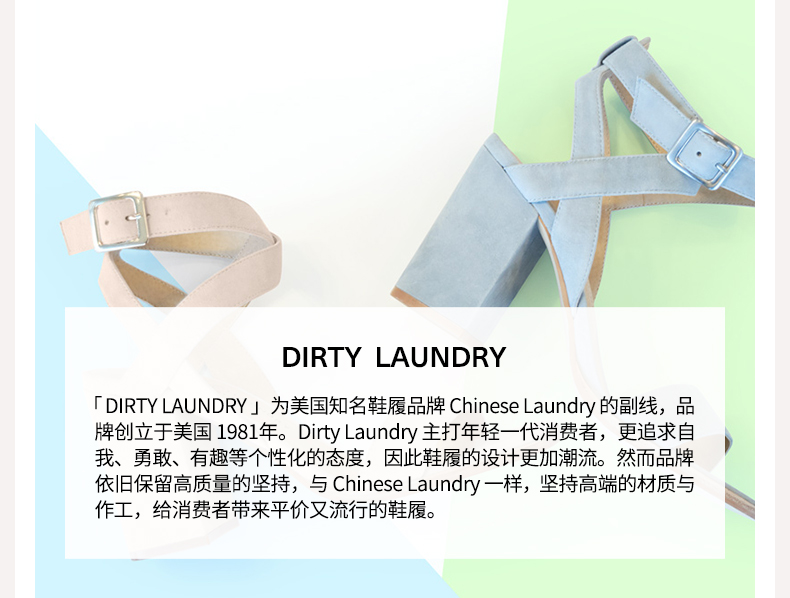 DIRTY LAUNDRY
「DIRTY LAUNDRY」为美国知名鞋履品牌 Chinese Laundry 的副线，品
牌创立于美国 1981年。Dirty Laundry 主打年轻一代消费者，更追求自
我、勇敢、有趣等个性化的态度，因此鞋履的设计更加潮流。然而品牌
依旧保留高质量的坚持，与 Chinese Laundry 一样，坚持高端的材质与
作工，给消费者带来平价又流行的鞋履。